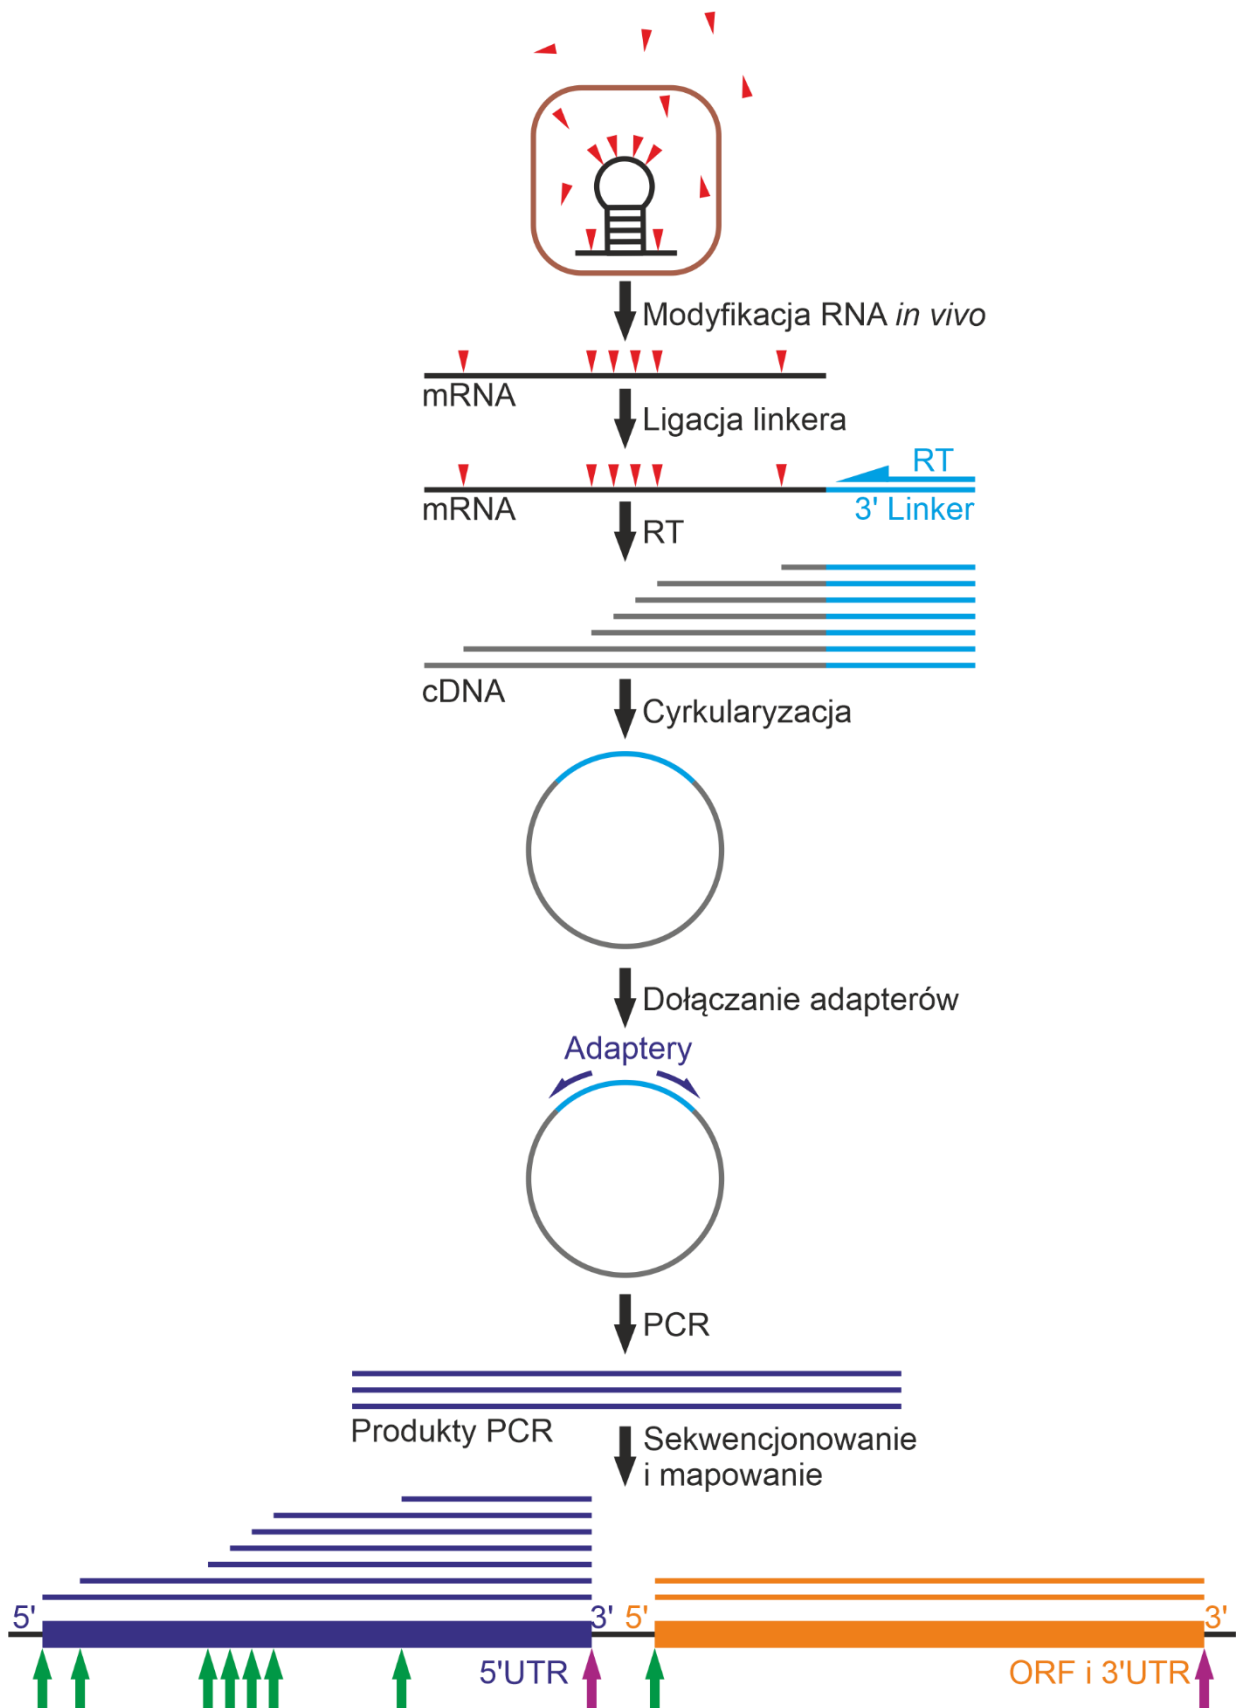 Modyfikacja RNA in vivo
mRNA
Ligacja linkera
RT
mRNA
3' Linker
RT
cDNA
Cyrkularyzacja
Dołączanie adapterów
Adaptery
PCR
Produkty PCR
Sekwencjonowanie
i mapowanie
5' 3' 5' 3'
5'UTR ORF i 3'UTR